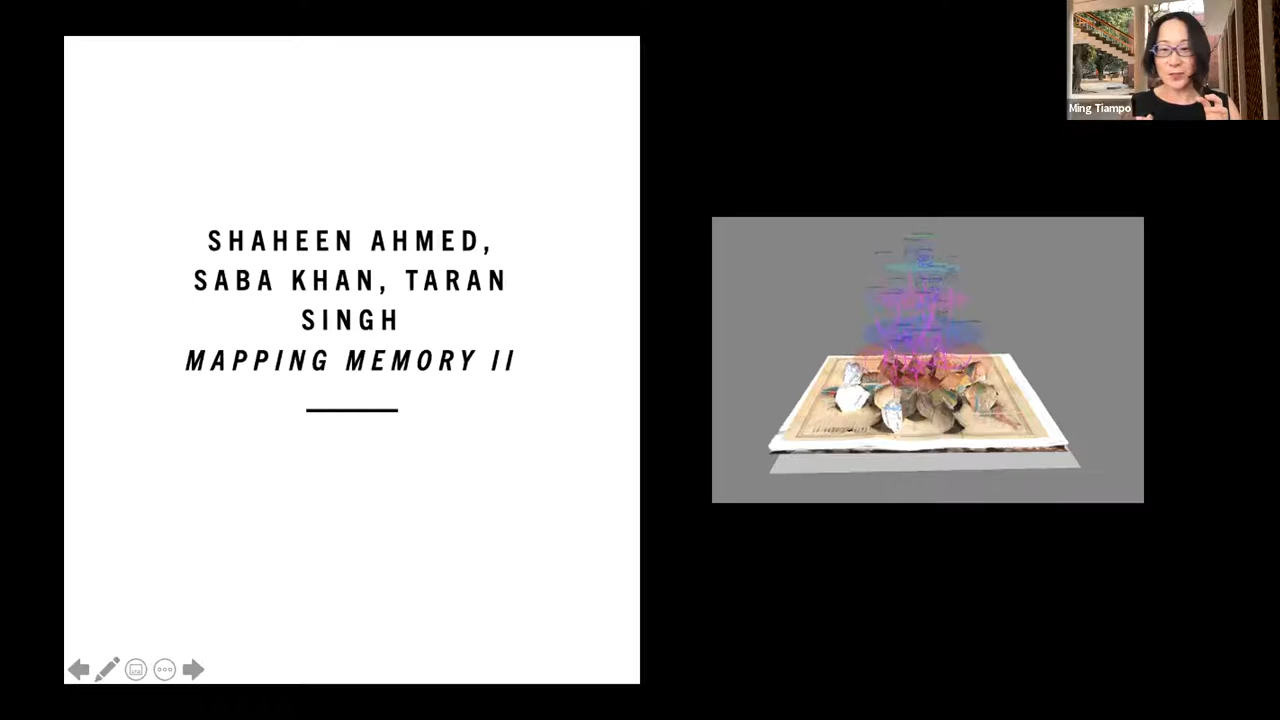 SHAHEEN AHMED,
SABA KHAN, TARAN
SINGH
MAPPING MEMORY II
Ming Tiampo